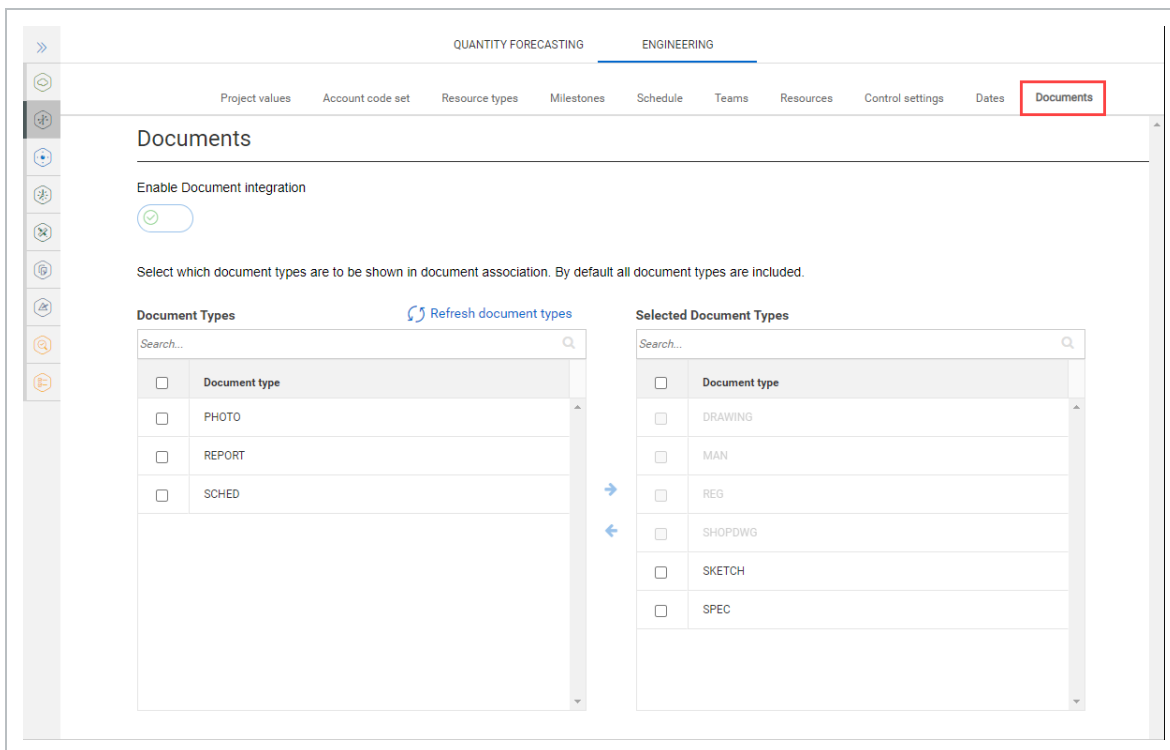 QUANTITY FORECASTING ENGINEERING
Project values Account code set Resource types Milestones Schedule Teams Resources Control settings Dates Documents
Documents
Enable Document integration
Select which document types are to be shown in document association. By default all document types are included.
Document Types Refresh document types Selected Document Types
Search... Search...
Document type Document type
PHOTO DRAWING
REPORT MAN
SCHED REG
SHOPDWG
SKETCH
SPEC